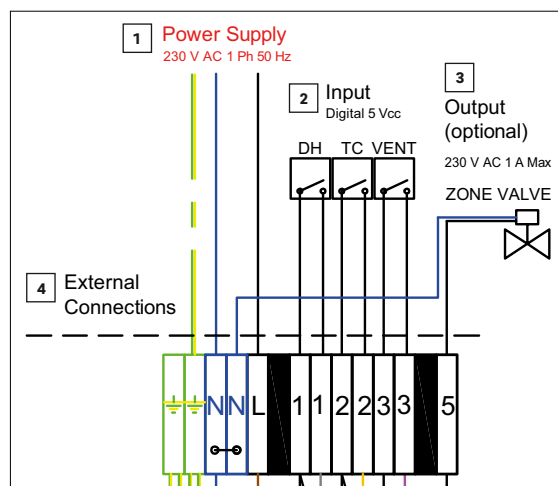 1 Power Supply
230 V AC 1 Ph 50 Hz
2 Input
Digital 5 Vcc
3
Output
(optional)
230 V AC 1 A Max
DH TC VENT
ZONE VALVE
4 External
Connections
N N L 1 1 2 2 3 3 5